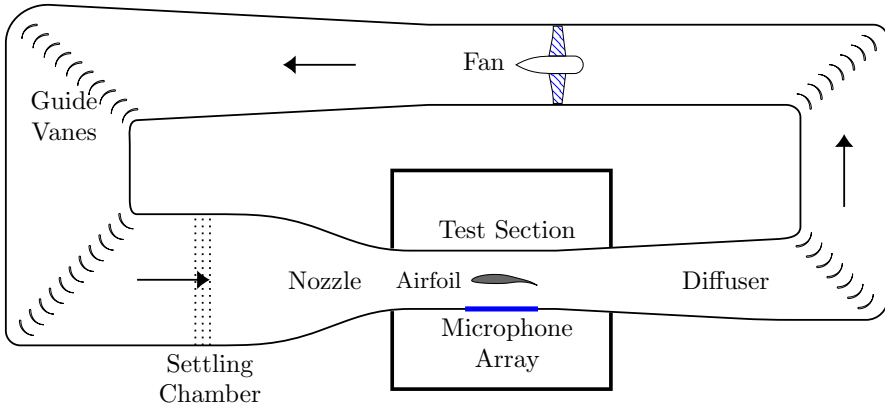 Fan
Guide
Vanes
Test Section
Nozzle
Airfoil
Diffuser
Microphone
Array
Settling
Chamber